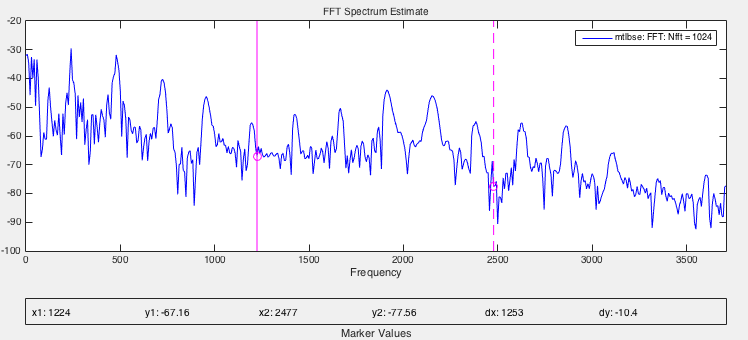 FFT Spectrum Estimate
mtlbse: FFT: Nfft = 1024
-20
-30
-40
-50
-60
-70
-80
-90
-100
0 500 1000 1500 2000 2500 3000 3500
Frequency
x1: 1224 y1: -67.16 x2: 2477 y2: -77.56 dx: 1253 dy: -10.4
Marker Values